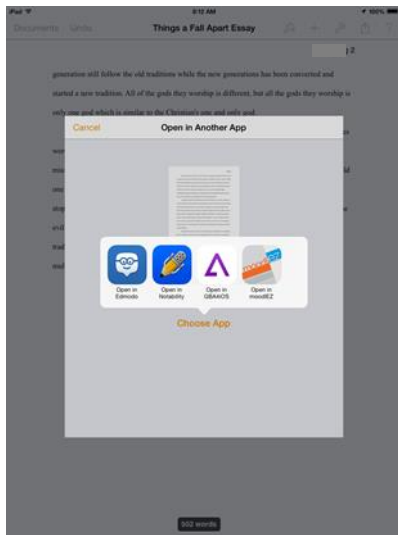 iPad
8:12 AM
100%
Documents Undo
Things a Fall Apart Essay
2
generation still follow the old traditions while the new generations has been converted and
started a new tradition. All of the gods they worship is different, but all the gods they worship is
only one god which is similar to the Christian's one and only god.
Cancel
Open in Another App
Open in
Edmodo
Open in
Notability
Open in
GBA4iOS
Open in
moodEZ
Choose App
502 words